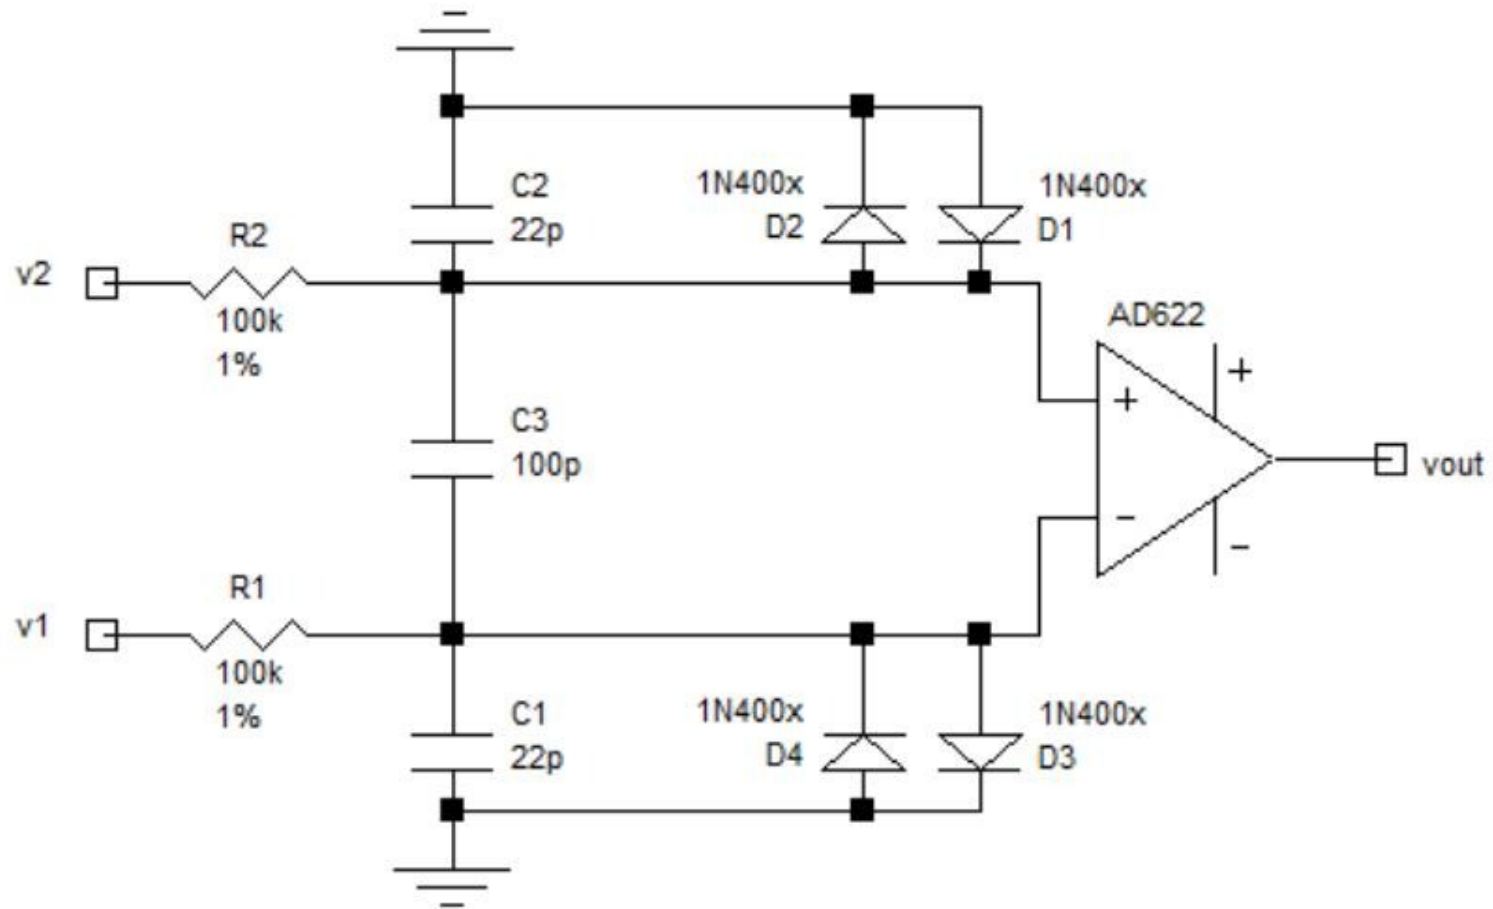 C2
22p
1N400x
D2
1N400x
D1
R2
v2
100k
1%
AD622
+
+
C3
100p
vout
−
−
R1
v1
100k
1%
C1
22p
1N400x
D4
1N400x
D3